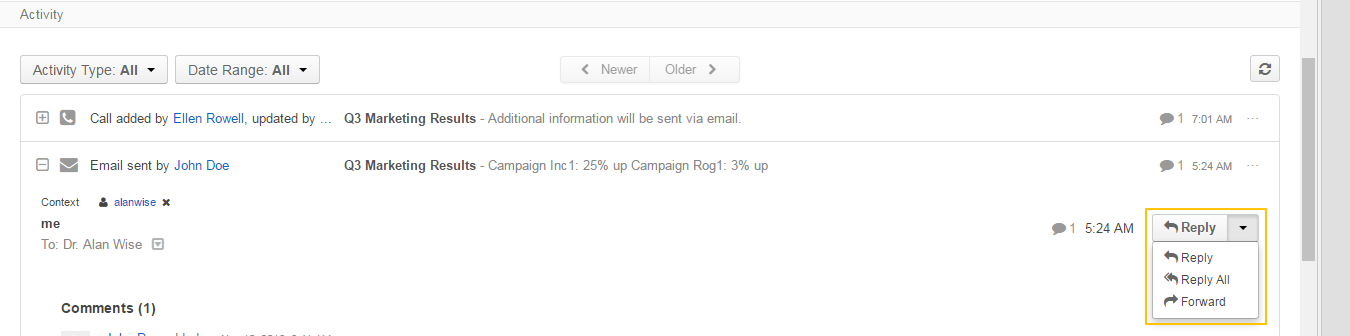 Activity
Activity Type: All
Date Range: All
Newer
Older
Call added by Ellen Rowell, updated by ... Q3 Marketing Results - Additional information will be sent via email. 1 7:01 AM ...
Email sent by John Doe Q3 Marketing Results - Campaign Inc1: 25% up Campaign Rog1: 3% up 1 5:24 AM ...
Context alanwise
me
To: Dr. Alan Wise
1 5:24 AM Reply
Reply
Reply All
Forward
Comments (1)